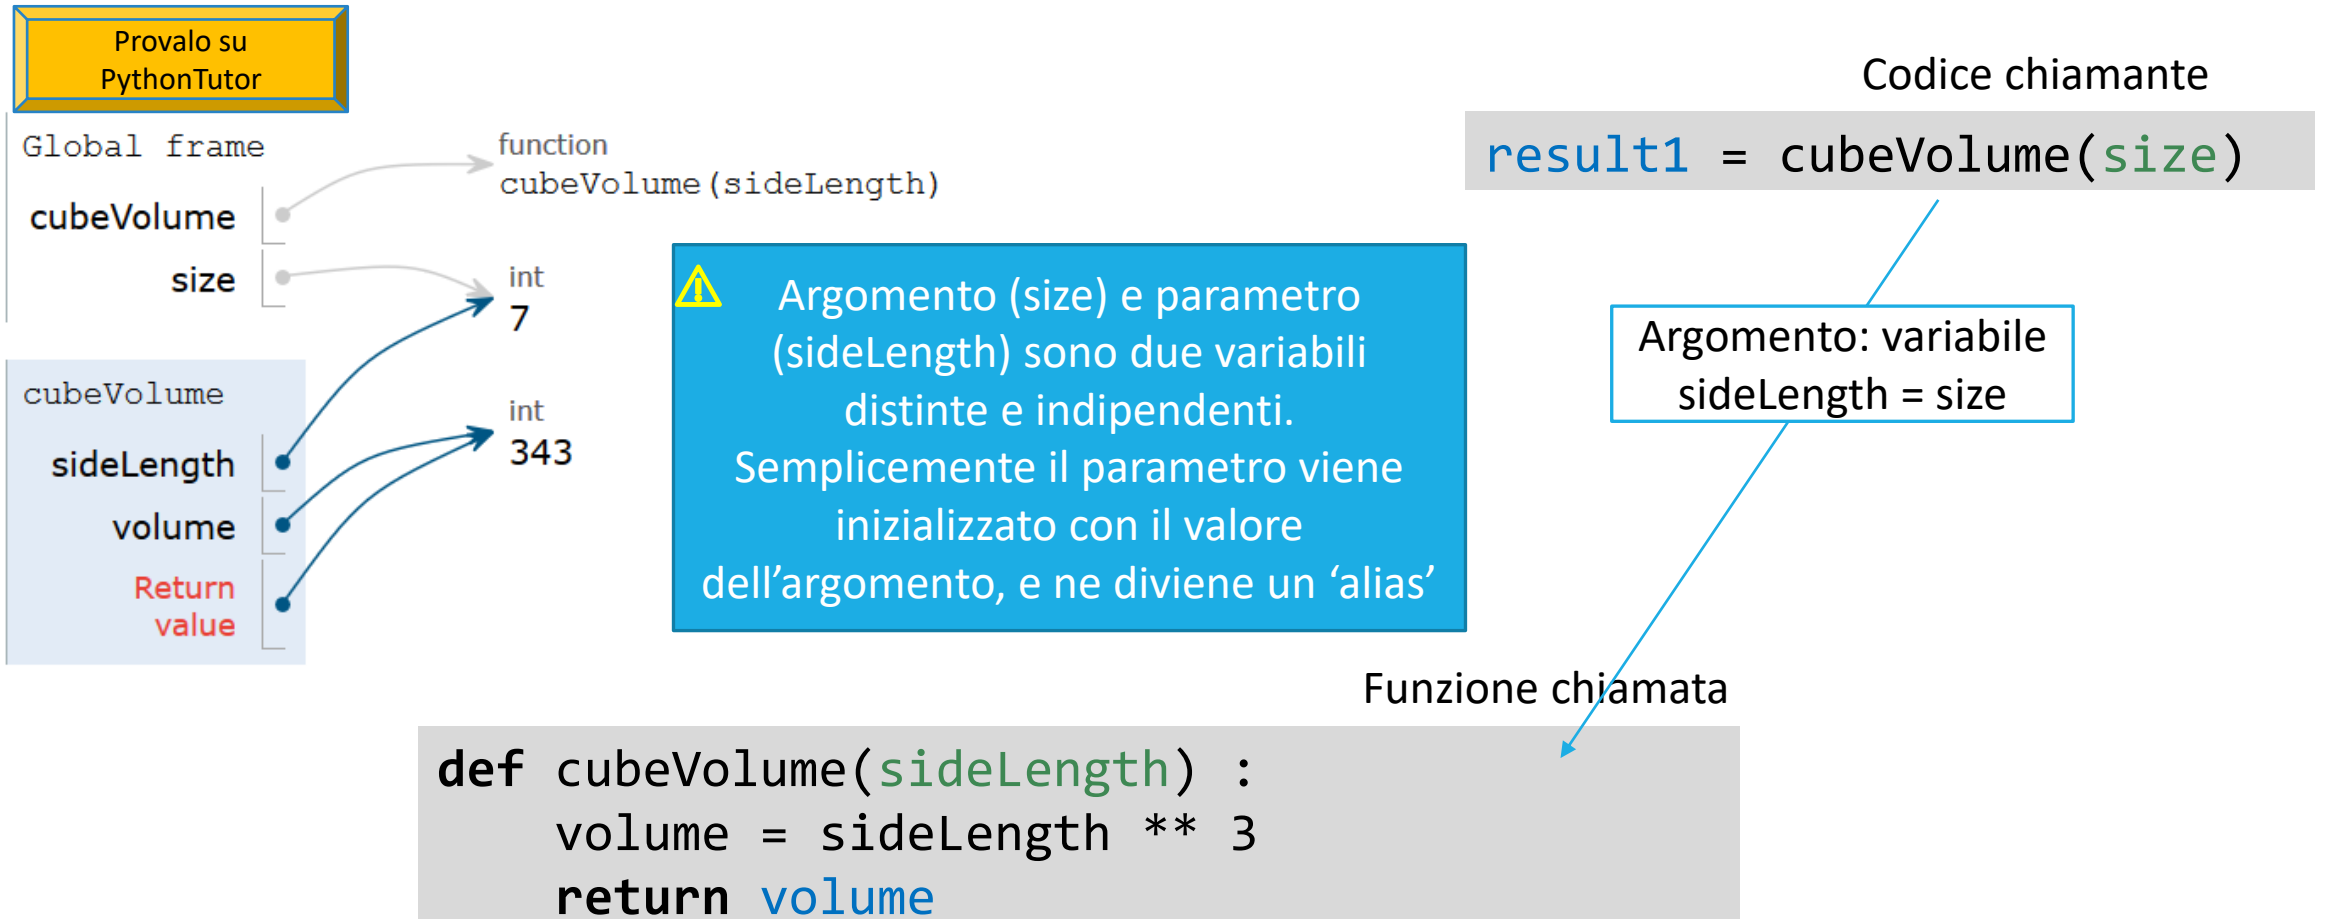 Provalo su
PythonTutor
Codice chiamante
result1 = cubeVolume(size)
Global frame
cubeVolume
size
function
cubeVolume(sideLength)
int
7
cubeVolume
sideLength
volume
Return
value
int
343
Argomento (size) e parametro
(sideLength) sono due variabili
distinte e indipendenti.
Semplicemente il parametro viene
inizializzato con il valore
dell’argomento, e ne diviene un ‘alias’
Argomento: variabile
sideLength = size
Funzione chiamata
def cubeVolume(sideLength) :
    volume = sideLength ** 3
    return volume